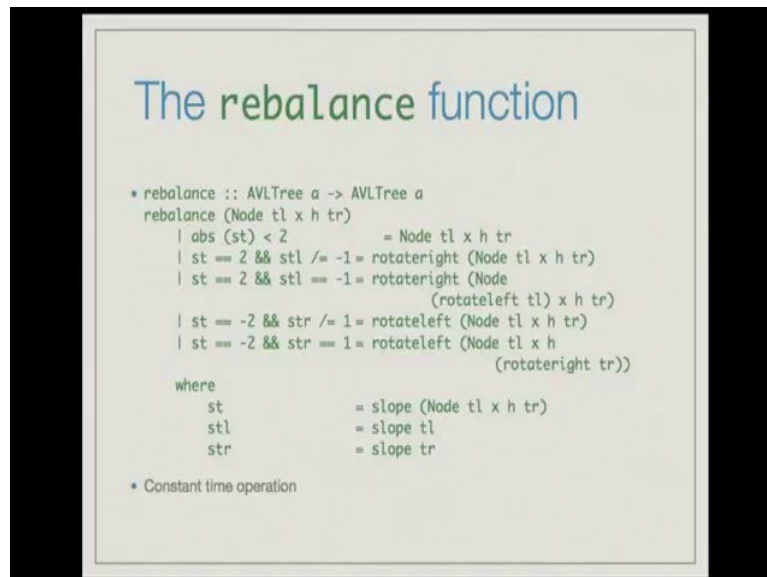 The rebalance function
• rebalance :: AVLTree a -> AVLTree a
rebalance (Node tl x h tr)
| abs (st) < 2 = Node tl x h tr
| st == 2 && stl /= -1 = rotateright (Node tl x h tr)
| st == 2 && stl == -1 = rotateright (Node
(rotateleft tl) x h tr)
| st == -2 && str /= 1 = rotateleft (Node tl x h tr)
| st == -2 && str == 1 = rotateleft (Node tl x h
(rotateright tr))
where
st = slope (Node tl x h tr)
stl = slope tl
str = slope tr
• Constant time operation